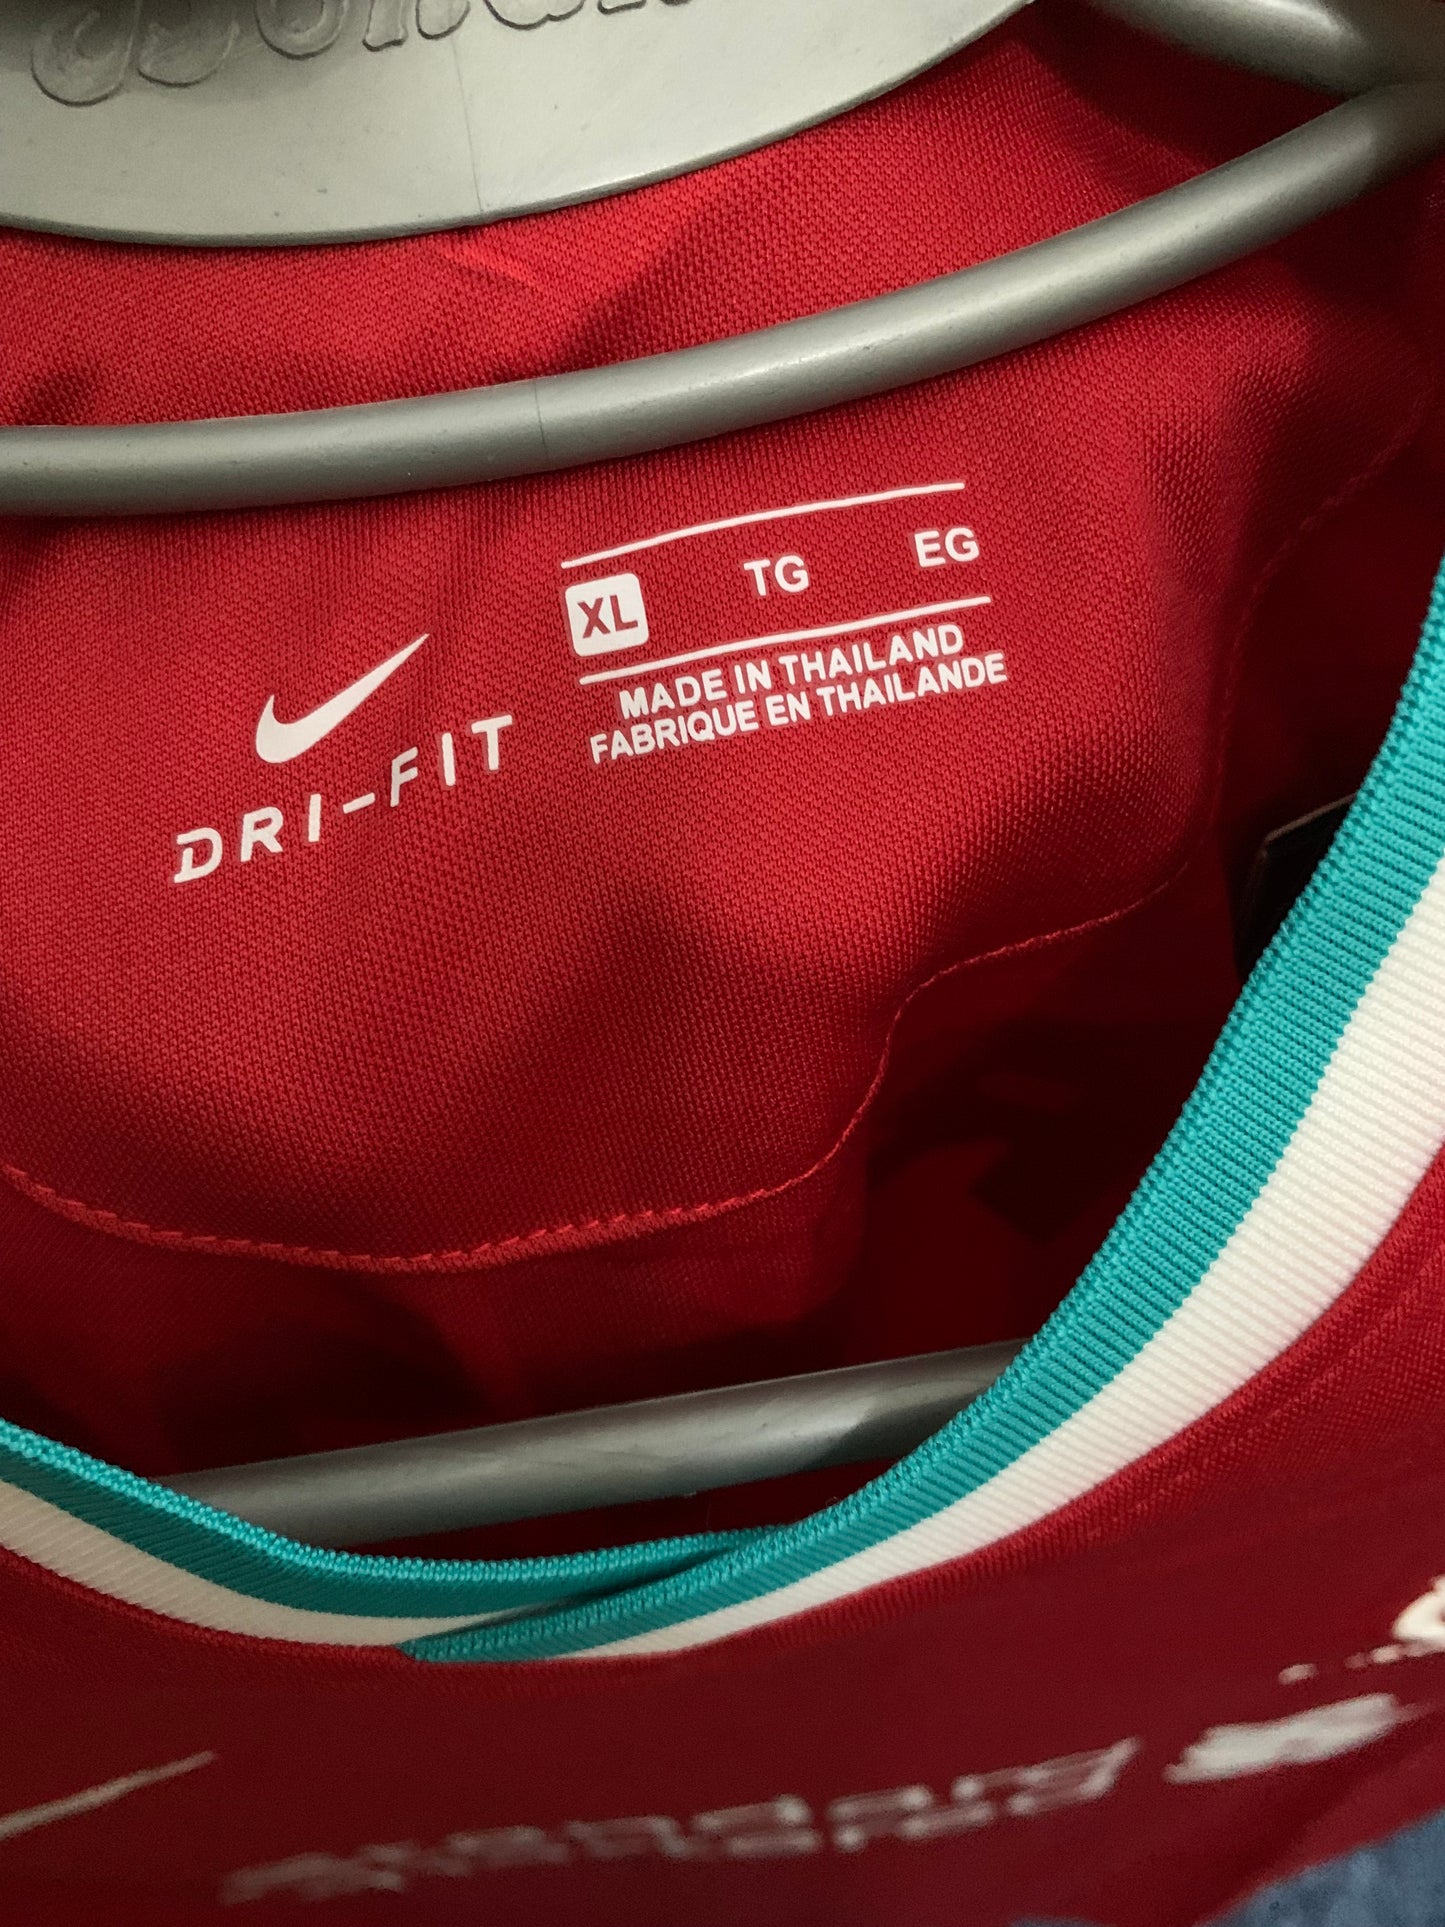 XL TG EG
MADE IN THAILAND
FABRIQUE EN THAILANDE
DRI-FIT